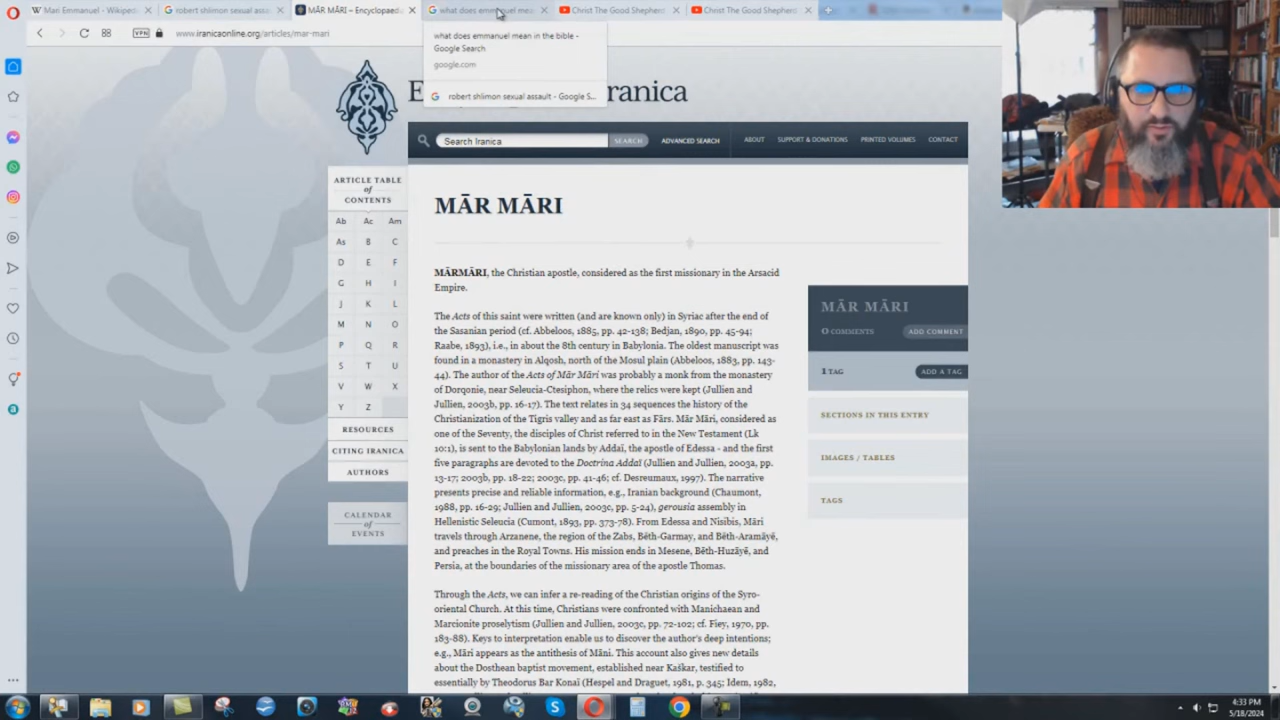 Mari Emmanuel - Wikiped
robert shlimon sexual assa
MĀR MĀRI – Encyclopaed
what does emmanuel mea
Christ The Good Shepherd
Christ The Good Shepherd
88
VPN
www.iranicaonline.org/articles/mar-mari
what does emmanuel mean in the bible -
Google Search
google.com
robert shlimon sexual assault - Google S...
E
ranica
Search Iranica
SEARCH
ADVANCED SEARCH
ABOUT
SUPPORT & DONATIONS
PRINTED VOLUMES
CONTACT
ARTICLE TABLE
of
CONTENTS
Ab Ac Am
As B C
D E F
G H I
J K L
M N O
P Q R
S T U
V W X
Y Z
RESOURCES
CITING IRANICA
AUTHORS
CALENDAR
of
EVENTS
MĀR MĀRI
MĀRMĀRI, the Christian apostle, considered as the first missionary in the Arsacid
Empire.
The Acts of this saint were written (and are known only) in Syriac after the end of
the Sasanian period (cf. Abbeloos, 1885, pp. 42-138; Bedjan, 1890, pp. 45-94;
Raabe, 1893), i.e., in about the 8th century in Babylonia. The oldest manuscript was
found in a monastery in Alqosh, north of the Mosul plain (Abbeloos, 1883, pp. 143-
44). The author of the Acts of Mār Māri was probably a monk from the monastery
of Dorqonie, near Seleucia-Ctesiphon, where the relics were kept (Jullien and
Jullien, 2003b, pp. 16-17). The text relates in 34 sequences the history of the
Christianization of the Tigris valley and as far east as Fārs. Mār Māri, considered as
one of the Seventy, the disciples of Christ referred to in the New Testament (Lk
10:1), is sent to the Babylonian lands by Addaï, the apostle of Edessa - and the first
five paragraphs are devoted to the Doctrina Addaï (Jullien and Jullien, 2003a, pp.
13-17; 2003b, pp. 18-22; 2003c, pp. 41-46; cf. Desreumaux, 1997). The narrative
presents precise and reliable information, e.g., Iranian background (Chaumont,
1988, pp. 16-29; Jullien and Jullien, 2003c, pp. 5-24), gerousia assembly in
Hellenistic Seleucia (Cumont, 1893, pp. 373-78). From Edessa and Nisibis, Māri
travels through Arzanene, the region of the Zabs, Bēth-Garmay, and Bēth-Aramāyē,
and preaches in the Royal Towns. His mission ends in Mesene, Bēth-Huzāyē, and
Persia, at the boundaries of the missionary area of the apostle Thomas.
Through the Acts, we can infer a re-reading of the Christian origins of the Syro-
oriental Church. At this time, Christians were confronted with Manichaean and
Marcionite proselytism (Jullien and Jullien, 2003c, pp. 72-102; cf. Fiey, 1970, pp.
183-88). Keys to interpretation enable us to discover the author's deep intentions;
e.g., Māri appears as the antithesis of Māni. This account also gives new details
about the Dosthean baptist movement, established near Kaškar, testified to
essentially by Theodorus Bar Konaï (Hespel and Draguet, 1981, p. 345; Idem, 1982,
MĀR MĀRI
0 COMMENTS
ADD COMMENT
1 TAG
ADD A TAG
SECTIONS IN THIS ENTRY
IMAGES / TABLES
TAGS
4:33 PM
5/18/2024